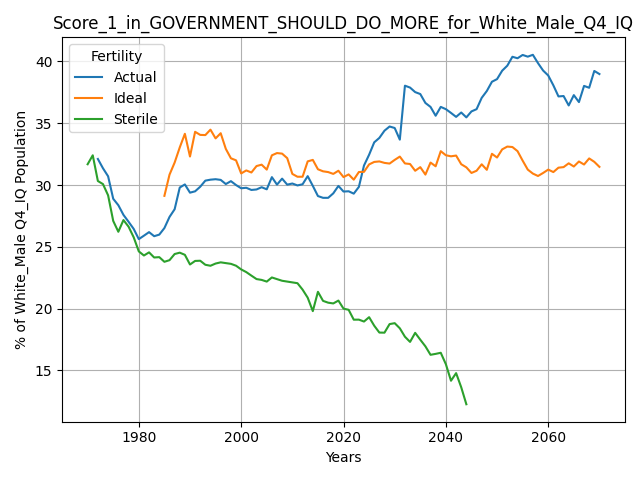 Score_1_in_GOVERNMENT_SHOULD_DO_MORE_for_White_Male_Q4_IQ
Fertility
Actual
Ideal
Sterile
% of White_Male Q4_IQ Population
40
35
30
25
20
15
1980
2000
2020
2040
2060
Years